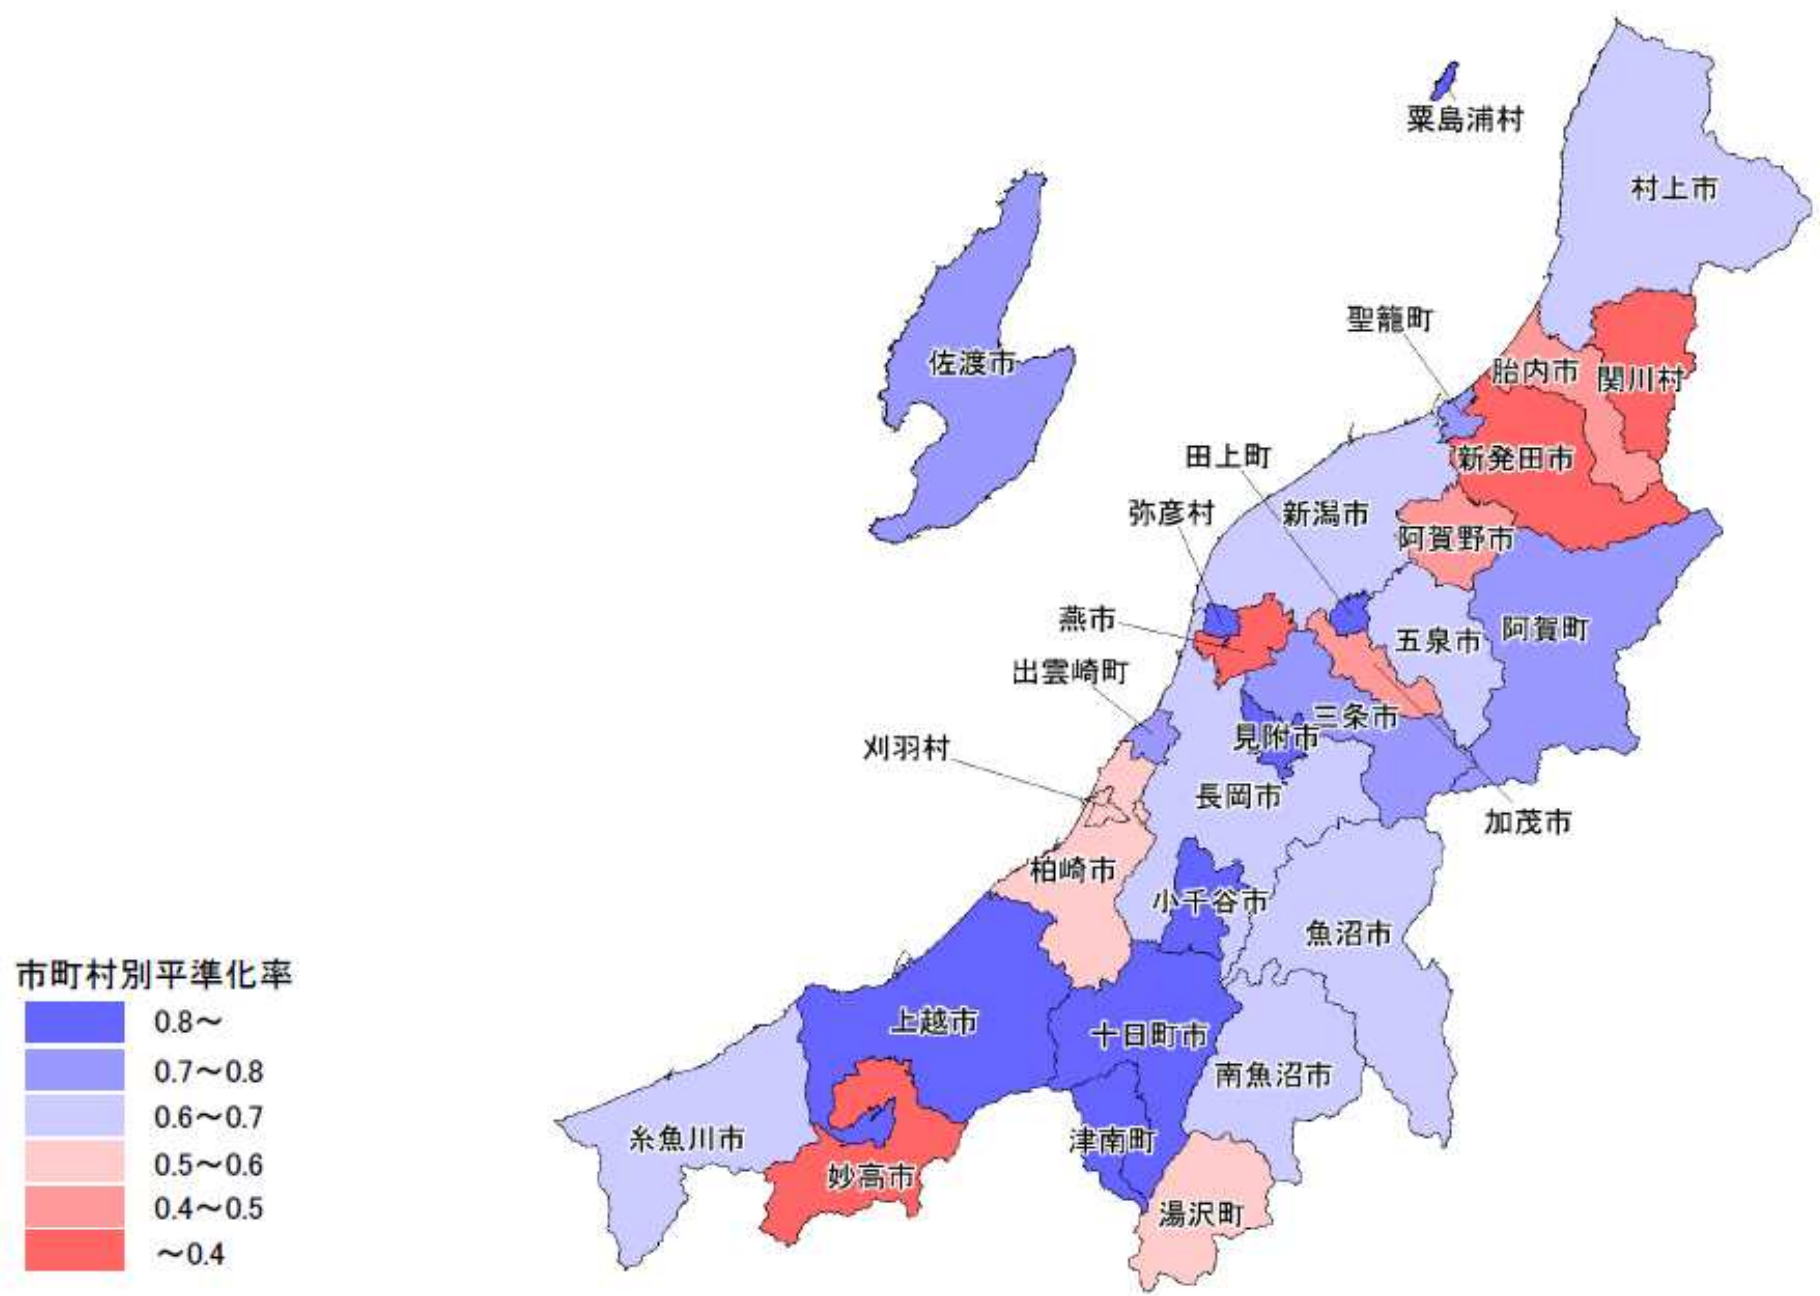 粟島浦村
村上市
聖籠町
佐渡市
胎内市
関川村
田上町
新発田市
弥彦村
新潟市
阿賀野市
燕市
五泉市
阿賀町
出雲崎町
三条市
見附市
刈羽村
長岡市
加茂市
柏崎市
小千谷市
魚沼市
市町村別平準化率
0.8～
0.7～0.8
0.6～0.7
0.5～0.6
0.4～0.5
～0.4
上越市
十日町市
南魚沼市
糸魚川市
津南町
妙高市
湯沢町